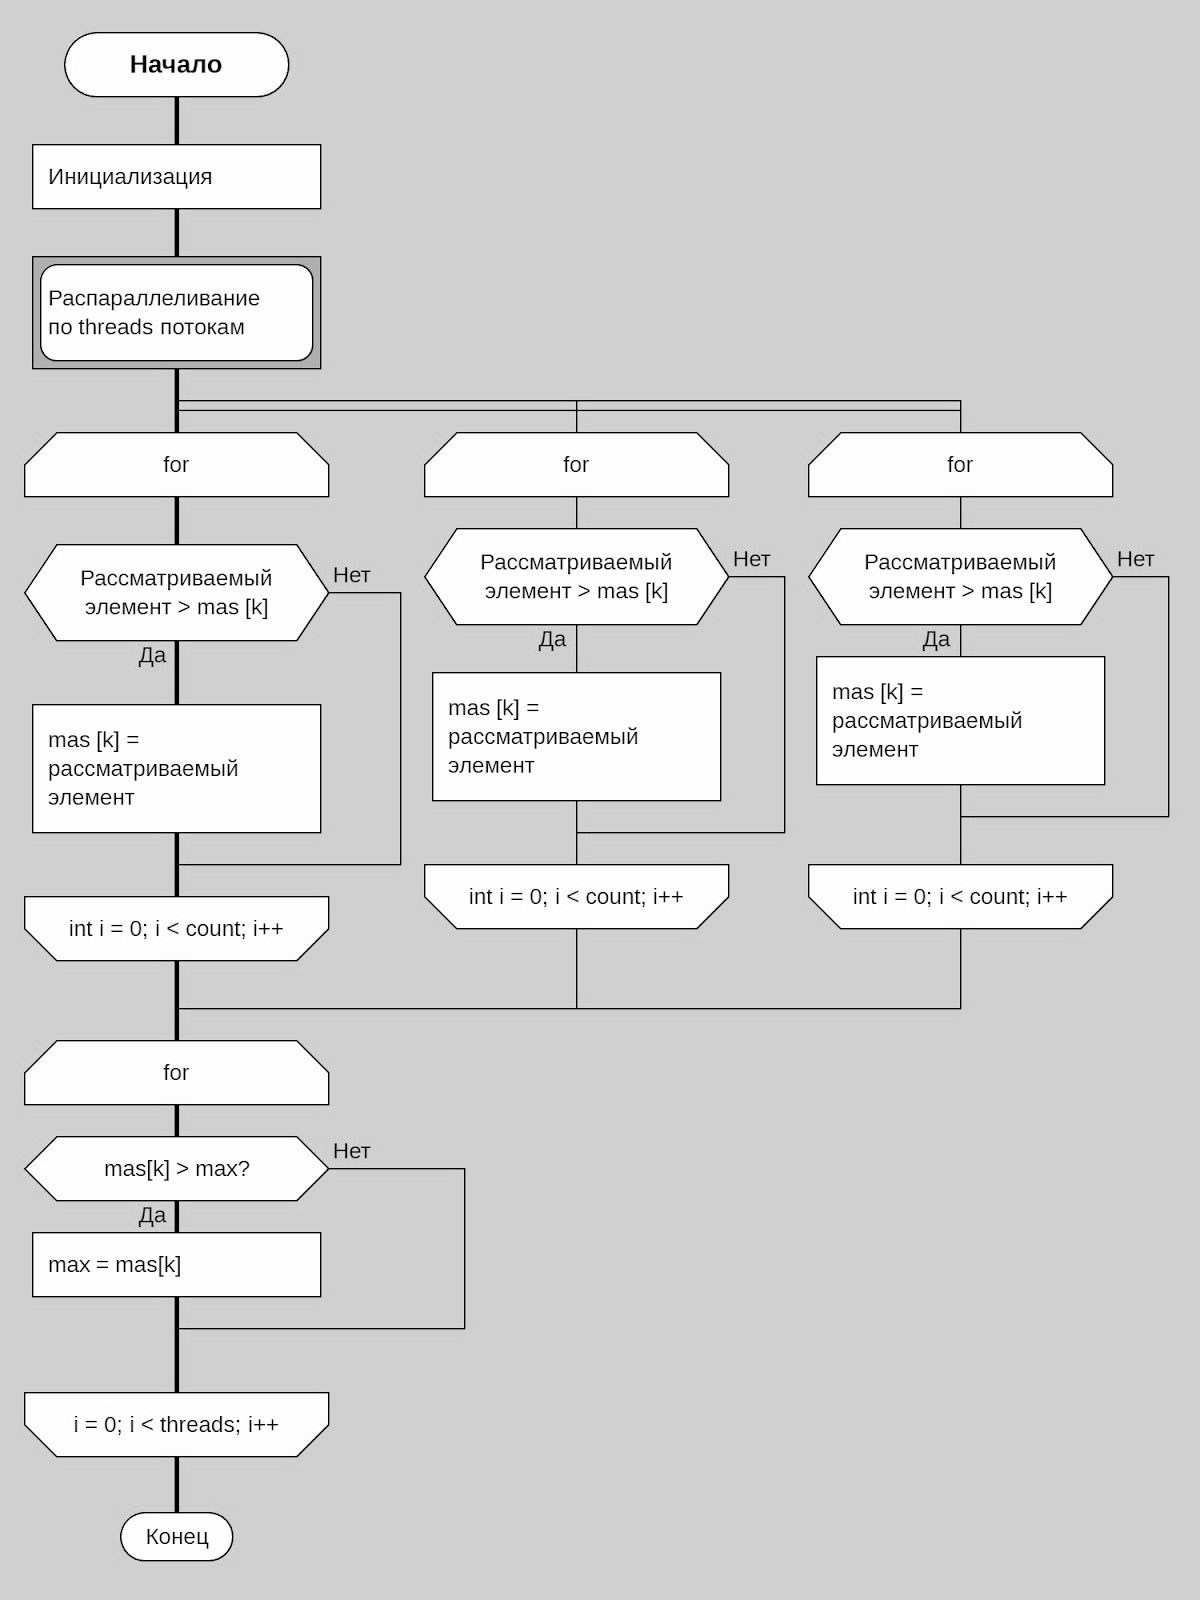 Начало
Инициализация
Распараллеливание
по threads потокам
for
Рассматриваемый
элемент > mas [k]
Нет
Да
mas [k] =
рассматриваемый
элемент
int i = 0; i < count; i++
for
Рассматриваемый
элемент > mas [k]
Нет
Да
mas [k] =
рассматриваемый
элемент
int i = 0; i < count; i++
for
Рассматриваемый
элемент > mas [k]
Нет
Да
mas [k] =
рассматриваемый
элемент
int i = 0; i < count; i++
for
mas[k] > max?
Нет
Да
max = mas[k]
i = 0; i < threads; i++
Конец